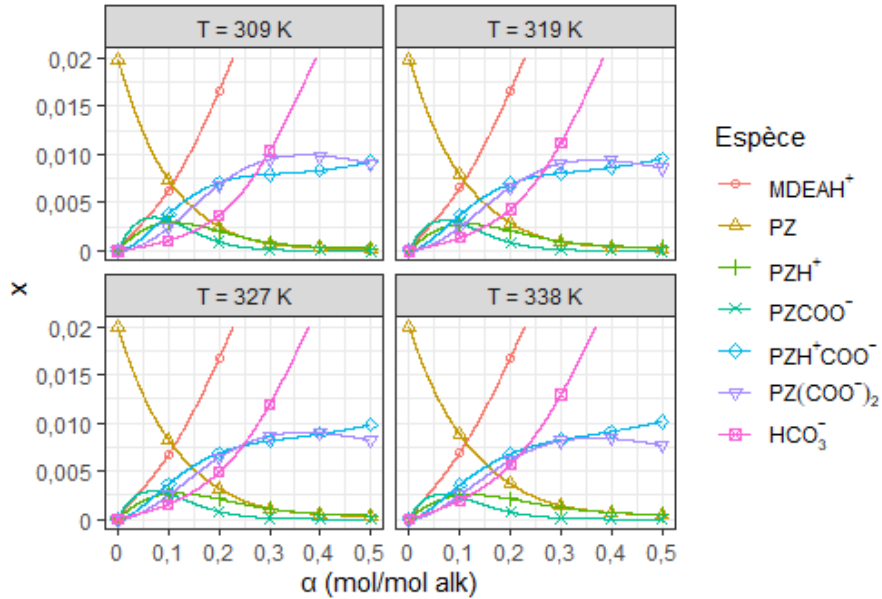 T = 309 K
T = 319 K
0,02
0,015
0,010
0,005
0
T = 327 K
T = 338 K
0,02
0,015
0,010
0,005
0
0 0,1 0,2 0,3 0,4 0,5
0 0,1 0,2 0,3 0,4 0,5
x
α (mol/mol alk)
Espèce
MDEAH⁺
PZ
PZH⁺
PZCOO⁻
PZH⁺COO⁻
PZ(COO⁻)₂
HCO₃⁻